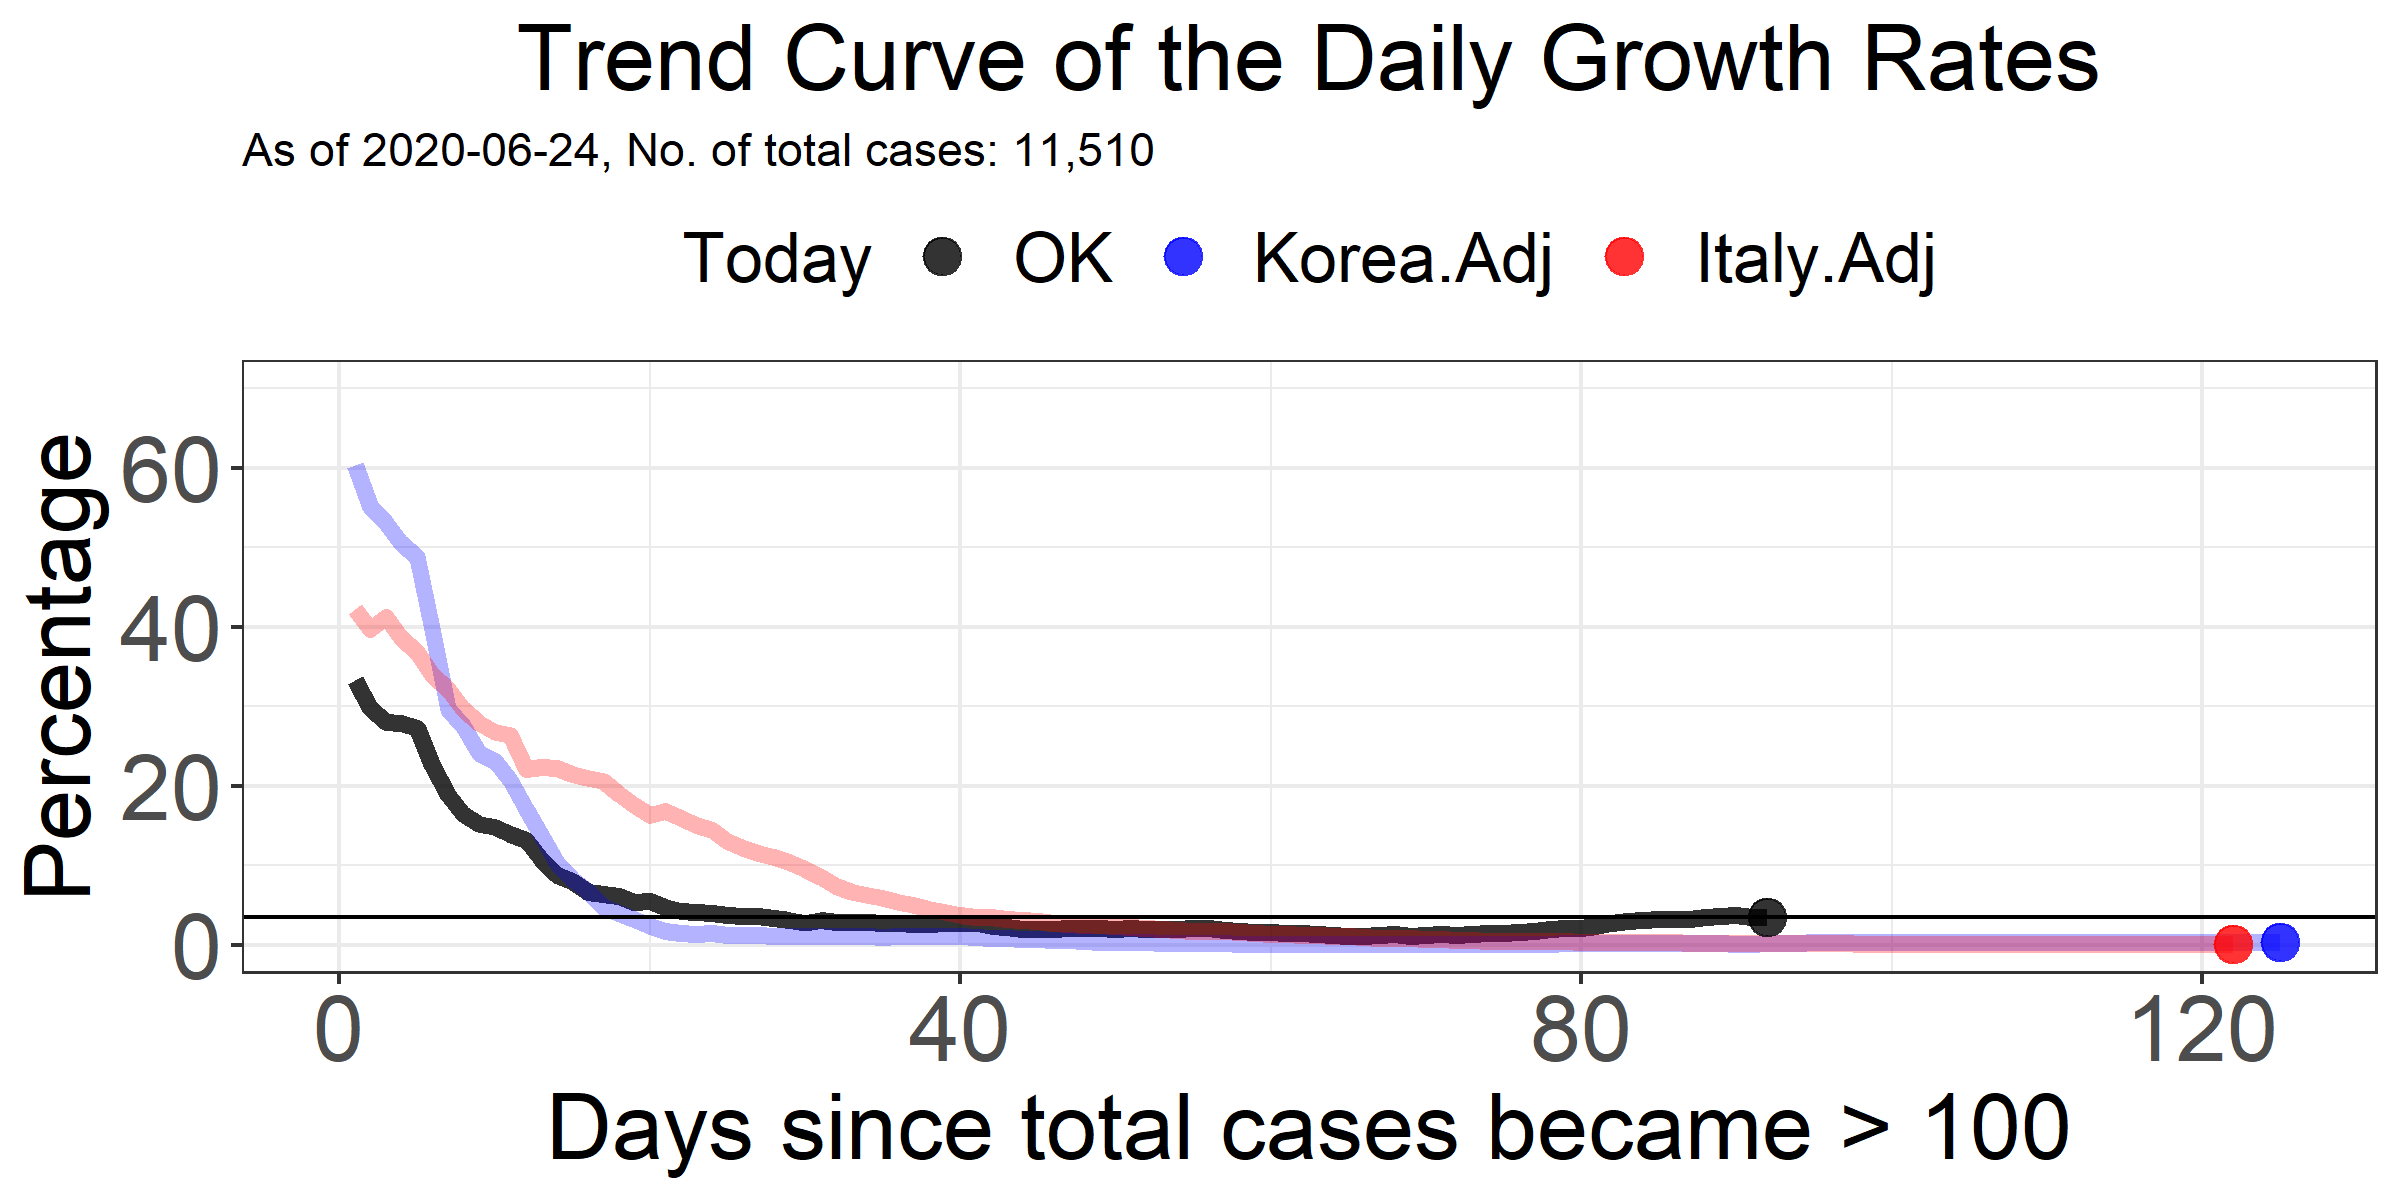 Trend Curve of the Daily Growth Rates
As of 2020-06-24, No. of total cases: 11,510
Today OK Korea.Adj Italy.Adj
Percentage
60
40
20
0
0 40 80 120
Days since total cases became > 100